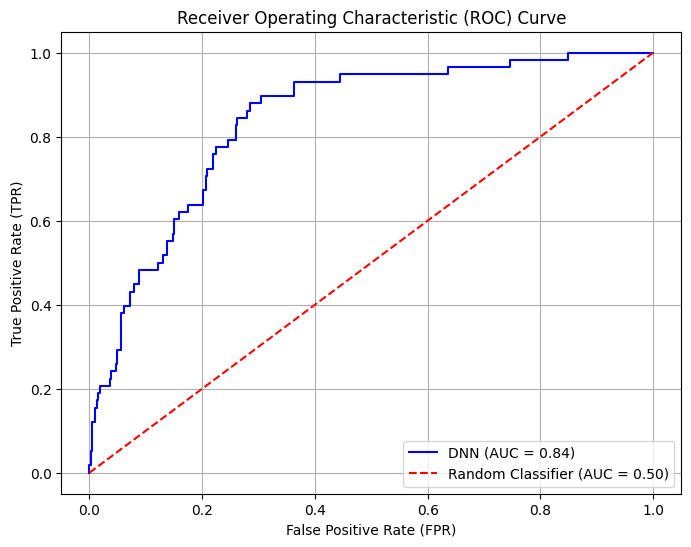 Receiver Operating Characteristic (ROC) Curve
True Positive Rate (TPR)
1.0
0.8
0.6
0.4
0.2
0.0
0.0 0.2 0.4 0.6 0.8 1.0
False Positive Rate (FPR)
DNN (AUC = 0.84)
Random Classifier (AUC = 0.50)